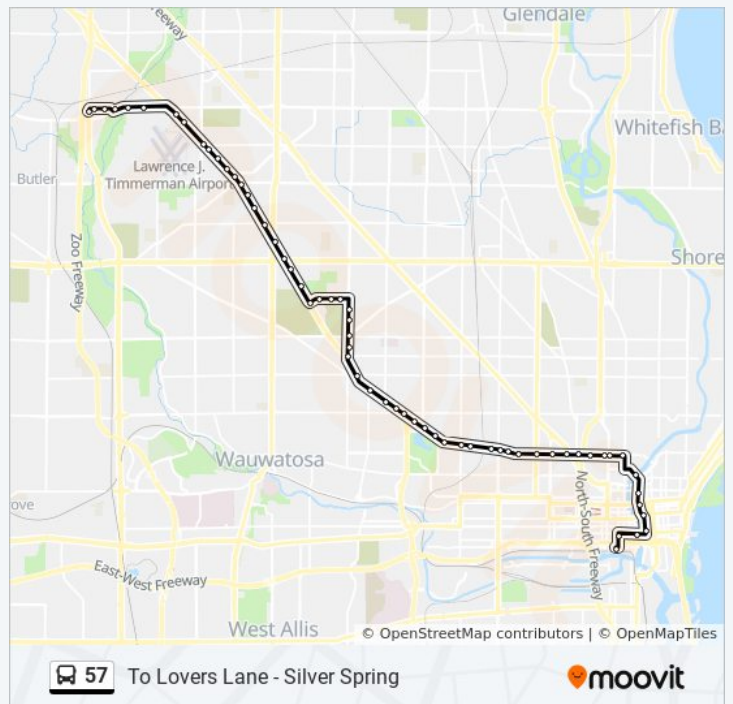 Glendale
eeway
Whitefish Ba
Lawrence J.
Timmerman Airport
Butler
Zoo Freeway
Shore
Wauwatosa
ove
North-South Freeway
East-West Freeway
West Allis
© OpenStreetMap contributors | © OpenMapTiles
57 To Lovers Lane - Silver Spring
moovit